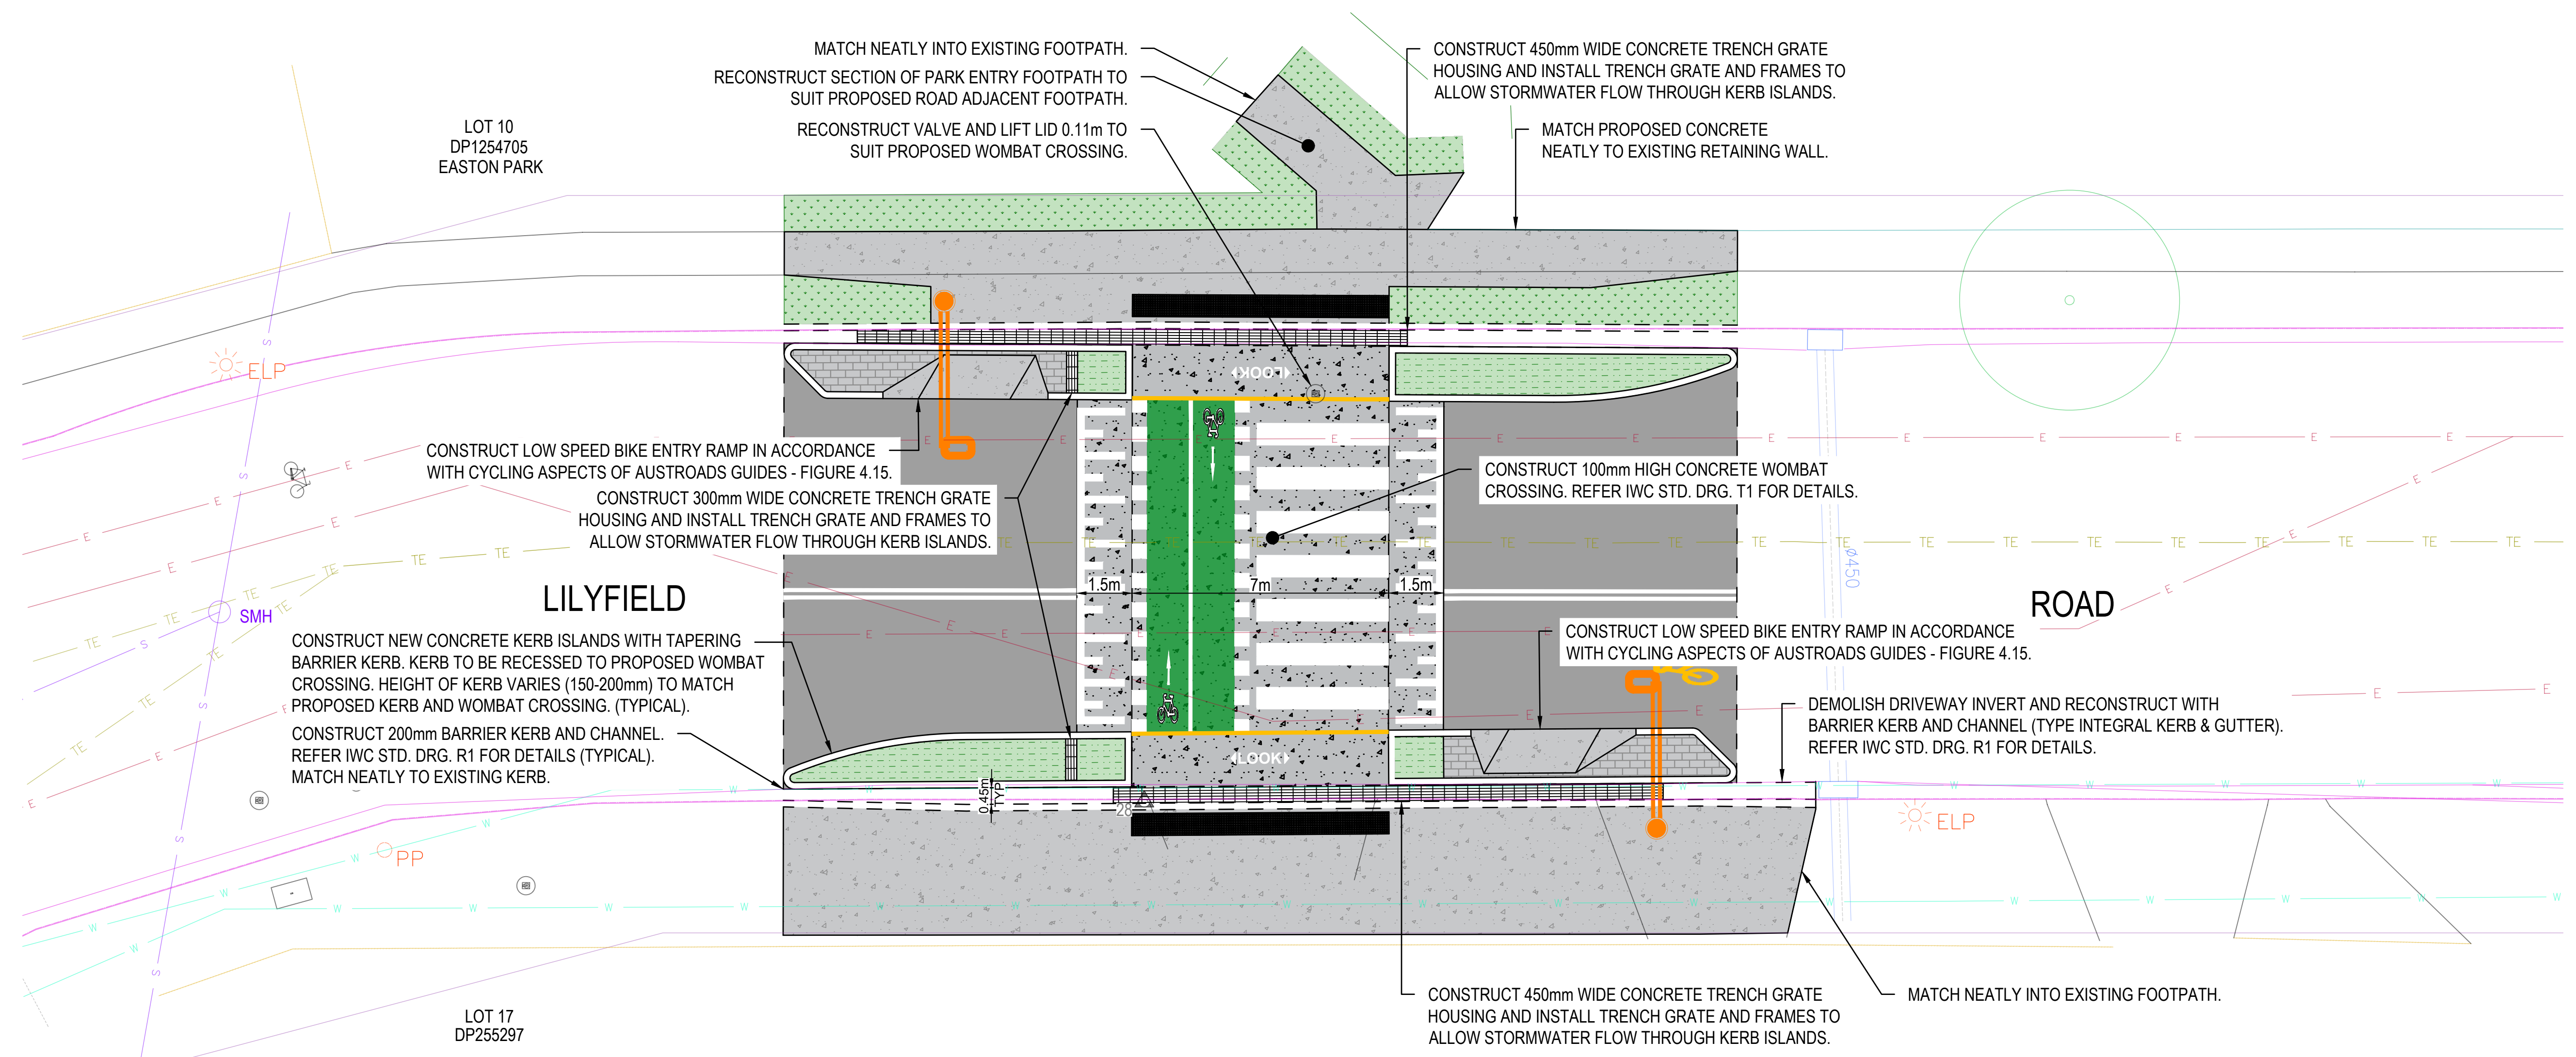 MATCH NEATLY INTO EXISTING FOOTPATH.
RECONSTRUCT SECTION OF PARK ENTRY FOOTPATH TO
SUIT PROPOSED ROAD ADJACENT FOOTPATH.
RECONSTRUCT VALVE AND LIFT LID 0.11m TO
SUIT PROPOSED WOMBAT CROSSING.
CONSTRUCT 450mm WIDE CONCRETE TRENCH GRATE
HOUSING AND INSTALL TRENCH GRATE AND FRAMES TO
ALLOW STORMWATER FLOW THROUGH KERB ISLANDS.
MATCH PROPOSED CONCRETE
NEATLY TO EXISTING RETAINING WALL.
LOT 10
DP1254705
EASTON PARK
ELP
LOOK
CONSTRUCT LOW SPEED BIKE ENTRY RAMP IN ACCORDANCE
WITH CYCLING ASPECTS OF AUSTROADS GUIDES - FIGURE 4.15.
CONSTRUCT 300mm WIDE CONCRETE TRENCH GRATE
HOUSING AND INSTALL TRENCH GRATE AND FRAMES TO
ALLOW STORMWATER FLOW THROUGH KERB ISLANDS.
CONSTRUCT 100mm HIGH CONCRETE WOMBAT
CROSSING. REFER IWC STD. DRG. T1 FOR DETAILS.
1.5m
7m
1.5m
Ø450
LILYFIELD
ROAD
SMH
CONSTRUCT NEW CONCRETE KERB ISLANDS WITH TAPERING
BARRIER KERB. KERB TO BE RECESSED TO PROPOSED WOMBAT
CROSSING. HEIGHT OF KERB VARIES (150-200mm) TO MATCH
PROPOSED KERB AND WOMBAT CROSSING. (TYPICAL).
CONSTRUCT 200mm BARRIER KERB AND CHANNEL.
REFER IWC STD. DRG. R1 FOR DETAILS (TYPICAL).
MATCH NEATLY TO EXISTING KERB.
CONSTRUCT LOW SPEED BIKE ENTRY RAMP IN ACCORDANCE
WITH CYCLING ASPECTS OF AUSTROADS GUIDES - FIGURE 4.15.
DEMOLISH DRIVEWAY INVERT AND RECONSTRUCT WITH
BARRIER KERB AND CHANNEL (TYPE INTEGRAL KERB & GUTTER).
REFER IWC STD. DRG. R1 FOR DETAILS.
LOOK
0.45m
TYP
28
PP
ELP
CONSTRUCT 450mm WIDE CONCRETE TRENCH GRATE
HOUSING AND INSTALL TRENCH GRATE AND FRAMES TO
ALLOW STORMWATER FLOW THROUGH KERB ISLANDS.
MATCH NEATLY INTO EXISTING FOOTPATH.
LOT 17
DP255297